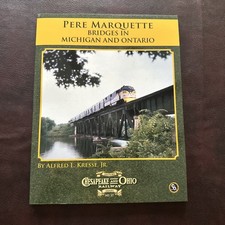 PERE MARQUETTE
BRIDGES IN
MICHIGAN AND ONTARIO
BY ALFRED L. KRESSE, JR.
CHESAPEAKE AND OHIO
RAILWAY